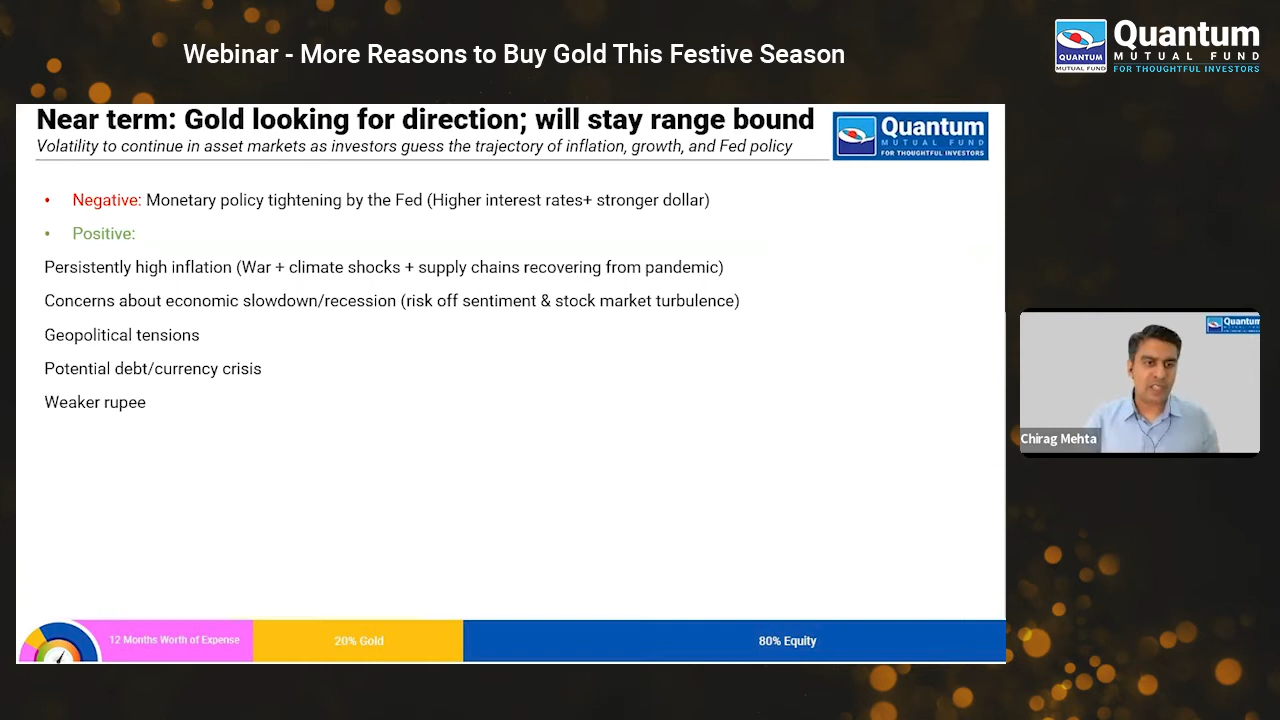 Webinar - More Reasons to Buy Gold This Festive Season
QUANTUM
MUTUAL FUND
Quantum
MUTUAL FUND
FOR THOUGHTFUL INVESTORS
Near term: Gold looking for direction; will stay range bound
Volatility to continue in asset markets as investors guess the trajectory of inflation, growth, and Fed policy
Quantum
MUTUAL FUND
FOR THOUGHTFUL INVESTORS
• Negative: Monetary policy tightening by the Fed (Higher interest rates+ stronger dollar)
• Positive:
Persistently high inflation (War + climate shocks + supply chains recovering from pandemic)
Concerns about economic slowdown/recession (risk off sentiment & stock market turbulence)
Geopolitical tensions
Potential debt/currency crisis
Weaker rupee
Quantum
Chirag Mehta
12 Months Worth of Expense
20% Gold
80% Equity